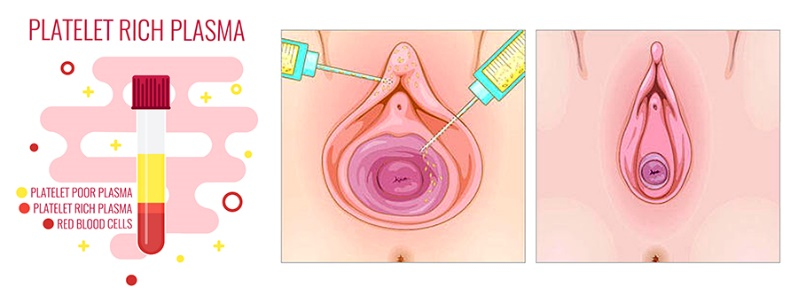 PLATELET RICH PLASMA
PLATELET POOR PLASMA
PLATELET RICH PLASMA
RED BLOOD CELLS